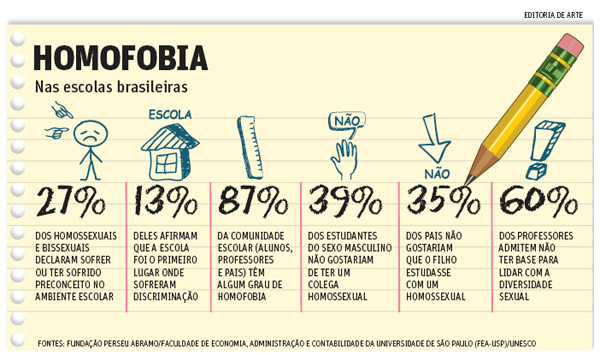 EDITORIA DE ARTE
HOMOFOBIA
Nas escolas brasileiras
ESCOLA
NÃO
NÃO
27%
DOS HOMOSSEXUAIS
E BISSEXUAIS
DECLARAM SOFRER
OU TER SOFRIDO
PRECONCEITO NO
AMBIENTE ESCOLAR
13%
DELES AFIRMAM
QUE A ESCOLA
FOI O PRIMEIRO
LUGAR ONDE
SOFRERAM
DISCRIMINAÇÃO
87%
DA COMUNIDADE
ESCOLAR (ALUNOS,
PROFESSORES
E PAIS) TÊM
ALGUM GRAU DE
HOMOFOBIA
39%
DOS ESTUDANTES
DO SEXO MASCULINO
NÃO GOSTARIAM
DE TER UM
COLEGA
HOMOSSEXUAL
35%
DOS PAIS NÃO
GOSTARIAM
QUE O FILHO
ESTUDASSE
COM UM
HOMOSSEXUAL
60%
DOS PROFESSORES
ADMITEM NÃO
TER BASE PARA
LIDAR COM A
DIVERSIDADE
SEXUAL
FONTES: FUNDAÇÃO PERSEU ABRAMO/FACULDADE DE ECONOMIA, ADMINISTRAÇÃO E CONTABILIDADE DA UNIVERSIDADE DE SÃO PAULO (FEA-USP)/UNESCO